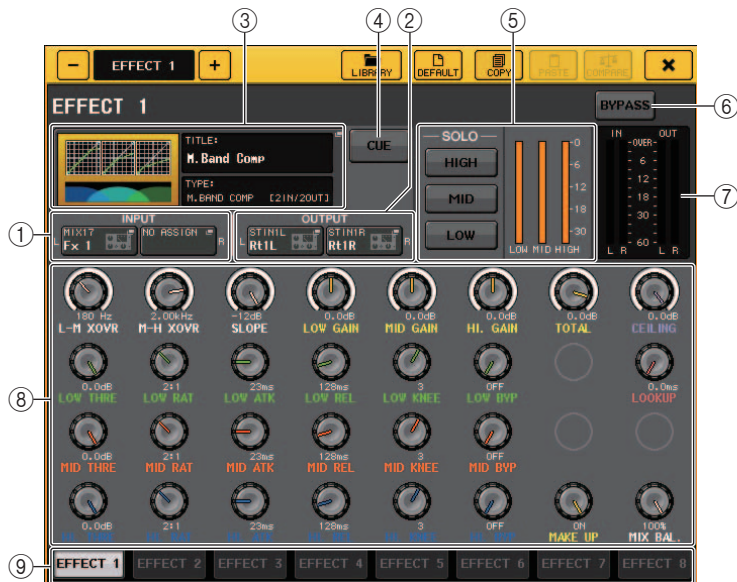 ③ ④ ② ⑤
− EFFECT 1 + LIBRARY DEFAULT COPY PASTE COMPARE ×
EFFECT 1
BYPASS ⑥
TITLE:
M.Band Comp
TYPE:
M.BAND COMP [2IN/2OUT]
CUE
SOLO
HIGH
MID
LOW
0
-6
-12
-18
-30
LOW MID HIGH
IN OUT
-OVER-
- 6 -
- 12 -
- 18 -
- 30 -
- 60 -
L R L R
⑦
① INPUT
L MIX17 Fx 1 NO ASSIGN R
OUTPUT
L STIN1L Rt1L STIN1R Rt1R R
⑧
180 Hz 2.00kHz -12dB 0.0dB 0.0dB 0.0dB 0.0dB 0.0dB
L-M XOVR M-H XOVR SLOPE LOW GAIN MID GAIN HI. GAIN TOTAL CEILING
0.0dB 2:1 23ms 128ms 3 OFF 0.0ms
LOW THRE LOW RAT LOW ATK LOW REL LOW KNEE LOW BYP LOOKUP
0.0dB 2:1 23ms 128ms 3 OFF
MID THRE MID RAT MID ATK MID REL MID KNEE MID BYP
0.0dB 2:1 23ms 128ms 3 OFF ON 100%
MAKE UP MIX BAL.
⑨ EFFECT 1 EFFECT 2 EFFECT 3 EFFECT 4 EFFECT 5 EFFECT 6 EFFECT 7 EFFECT 8